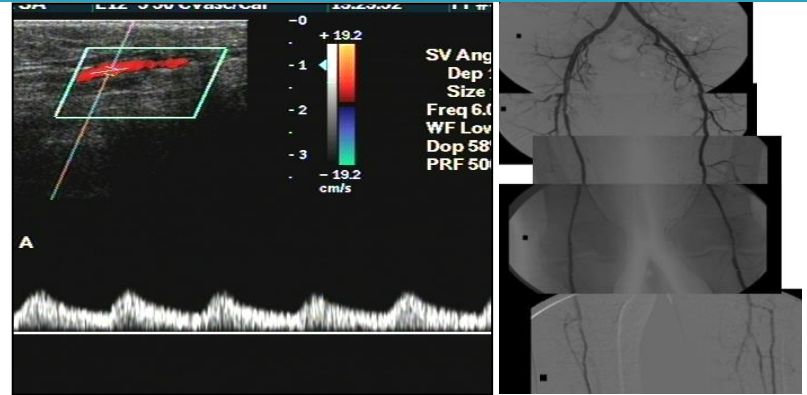 –0
+ 19.2
SV Ang
– 1
Dep
Size
– 2
Freq 6.0
WF Low
Dop 58
– 3
PRF 50
– 19.2
cm/s
A